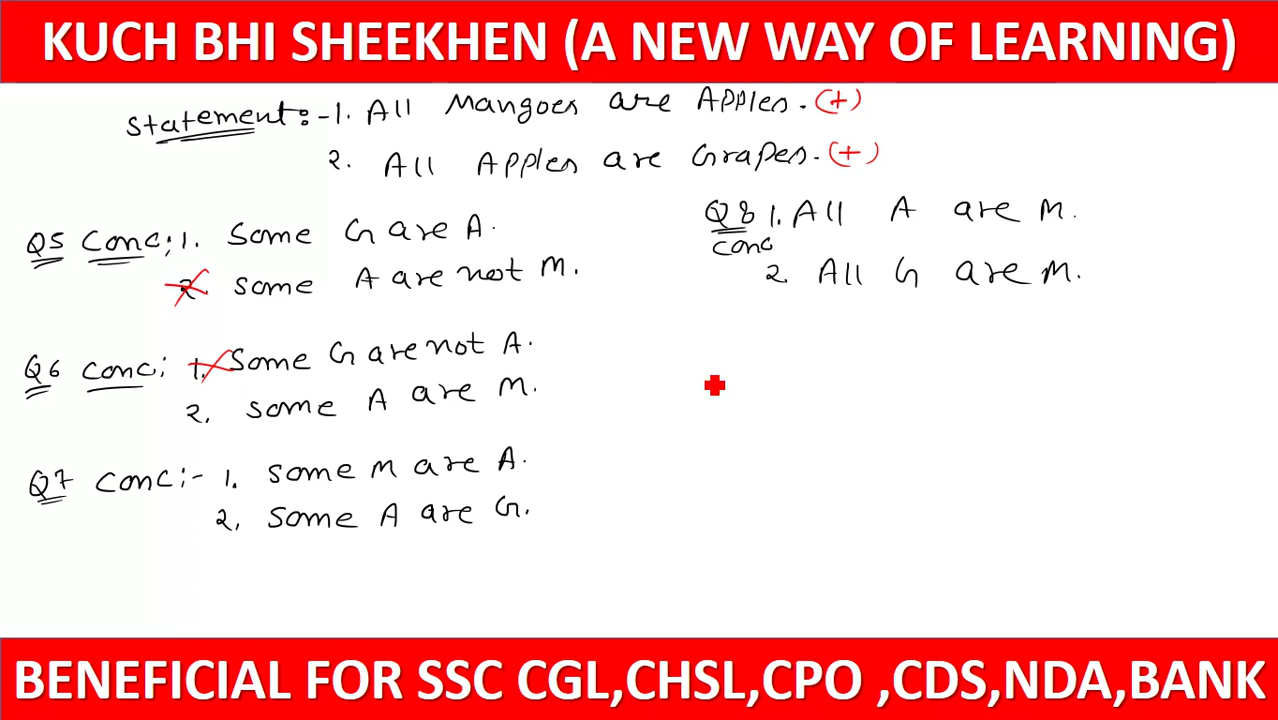 KUCH BHI SHEEKHEN (A NEW WAY OF LEARNING)
Statement:-1. All Mangoes are Apples. (+)
2. All Apples are Grapes. (+)
Q5 Conc; 1. Some G are A.
2. Some A are not M.
Q6 Conc; 1. Some G are not A.
2. Some A are M.
Q7 Conc:- 1. Some M are A.
2. Some A are G.
Q8 1. All A are M.
Conc
2. All G are M.
BENEFICIAL FOR SSC CGL,CHSL,CPO ,CDS,NDA,BANK